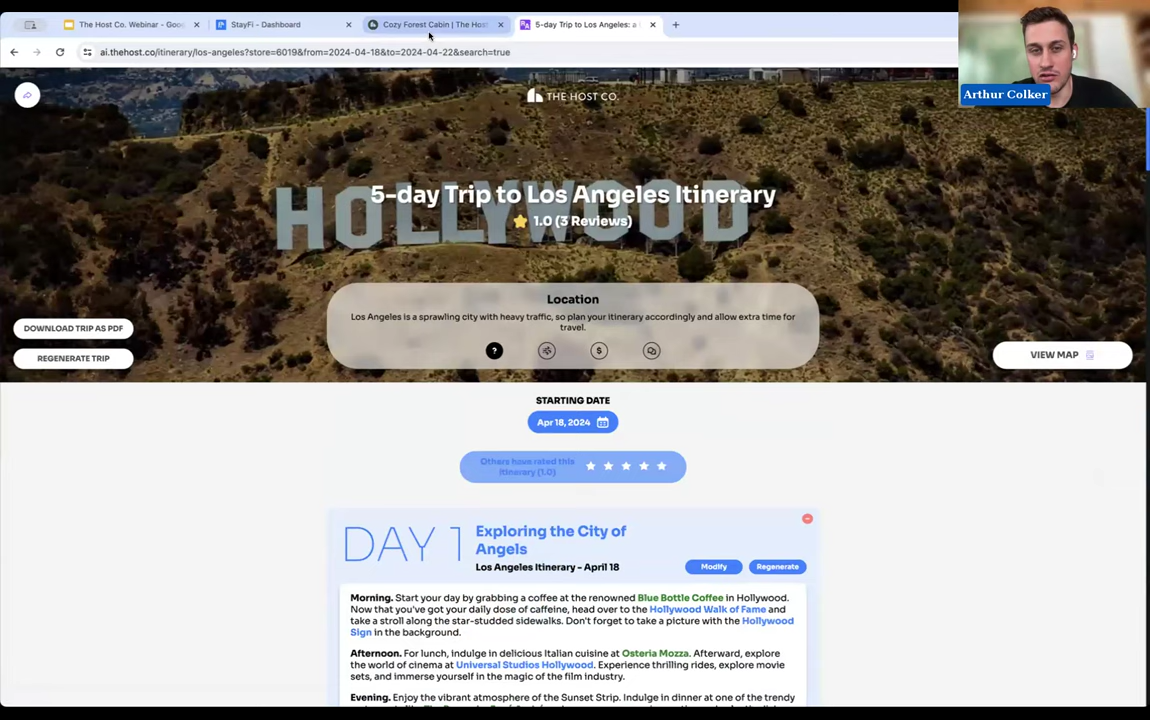 The Host Co. Webinar - Goo
StayFi - Dashboard
Cozy Forest Cabin | The Host
5-day Trip to Los Angeles: a
ai.thehost.co/itinerary/los-angeles?store=6019&from=2024-04-18&to=2024-04-22&search=true
Arthur Colker
THE HOST CO.
HOLLYWOOD
5-day Trip to Los Angeles Itinerary
1.0 (3 Reviews)
Location
Los Angeles is a sprawling city with heavy traffic, so plan your itinerary accordingly and allow extra time for
travel.
?
$
DOWNLOAD TRIP AS PDF
REGENERATE TRIP
VIEW MAP
STARTING DATE
Apr 18, 2024
Others have rated this
itinerary (1.0)
DAY 1
Exploring the City of
Angels
Los Angeles Itinerary - April 18
Modify
Regenerate
Morning. Start your day by grabbing a coffee at the renowned Blue Bottle Coffee in Hollywood.
Now that you've got your daily dose of caffeine, head over to the Hollywood Walk of Fame and
take a stroll along the star-studded sidewalks. Don't forget to take a picture with the Hollywood
Sign in the background.
Afternoon. For lunch, indulge in delicious Italian cuisine at Osteria Mozza. Afterward, explore
the world of cinema at Universal Studios Hollywood. Experience thrilling rides, explore movie
sets, and immerse yourself in the magic of the film industry.
Evening. Enjoy the vibrant atmosphere of the Sunset Strip. Indulge in dinner at one of the trendy